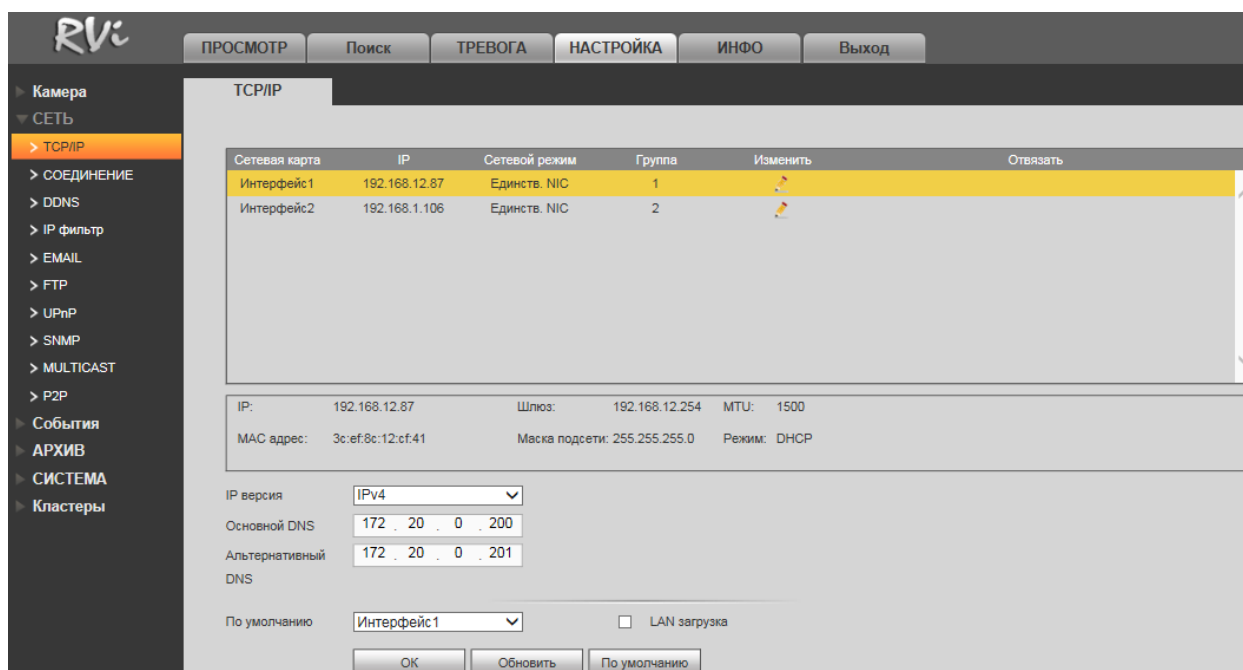 RVi
ПРОСМОТР Поиск ТРЕВОГА НАСТРОЙКА ИНФО Выход
Камера
СЕТЬ
> TCP/IP
> СОЕДИНЕНИЕ
> DDNS
> IP фильтр
> EMAIL
> FTP
> UPnP
> SNMP
> MULTICAST
> P2P
События
АРХИВ
СИСТЕМА
Кластеры
TCP/IP
Сетевая карта IP Сетевой режим Группа Изменить Отвязать
Интерфейс1 192.168.12.87 Единств. NIC 1
Интерфейс2 192.168.1.106 Единств. NIC 2
IP: 192.168.12.87 Шлюз: 192.168.12.254 MTU: 1500
MAC адрес: 3c:ef:8c:12:cf:41 Маска подсети: 255.255.255.0 Режим: DHCP
IP версия IPv4
Основной DNS 172 . 20 . 0 . 200
Альтернативный 172 . 20 . 0 . 201
DNS
По умолчанию Интерфейс1 LAN загрузка
OK Обновить По умолчанию